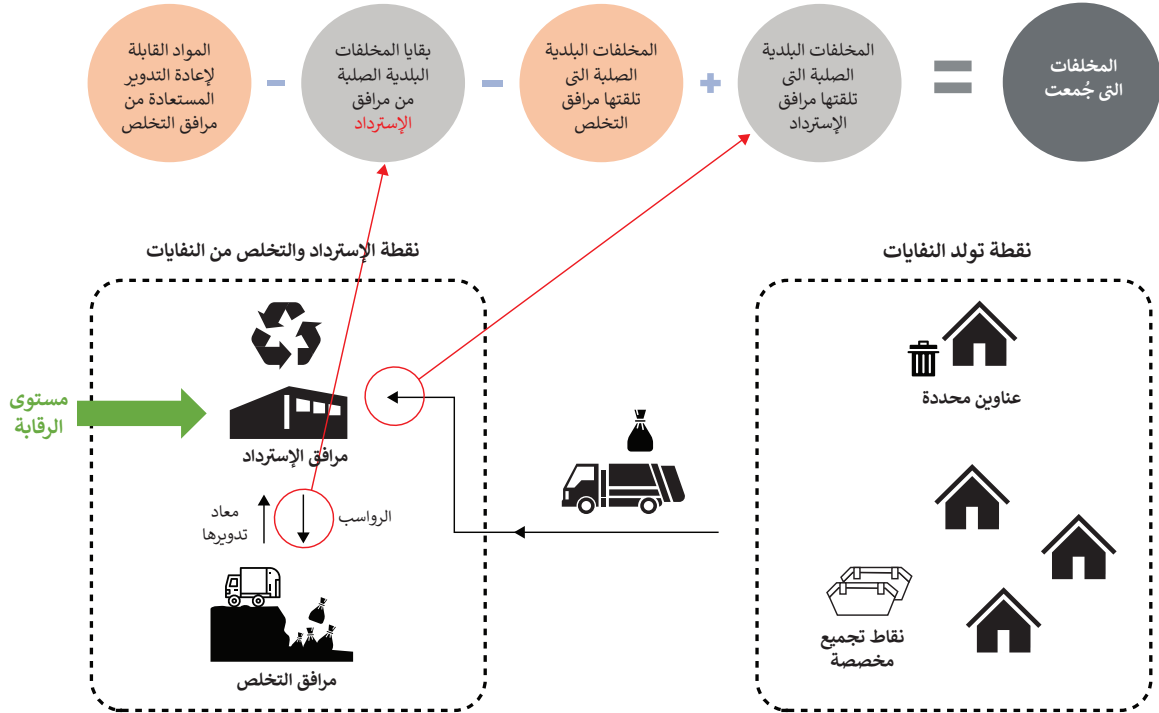 المخلفات
التى جُمعت
=
المخلفات البلدية
الصلبة التى
تلقتها مرافق
الإسترداد
+
المخلفات البلدية
الصلبة التى
تلقتها مرافق
التخلص
-
بقايا المخلفات
البلدية الصلبة
من مرافق
الإسترداد
-
المواد القابلة
لإعادة التدوير
المستعادة من
مرافق التخلص
نقطة تولد النفايات
عناوين محددة
نقاط تجميع
مخصصة
نقطة الإسترداد والتخلص من النفايات
مستوى
الرقابة
مرافق الإسترداد
الرواسب
معاد
تدويرها
مرافق التخلص